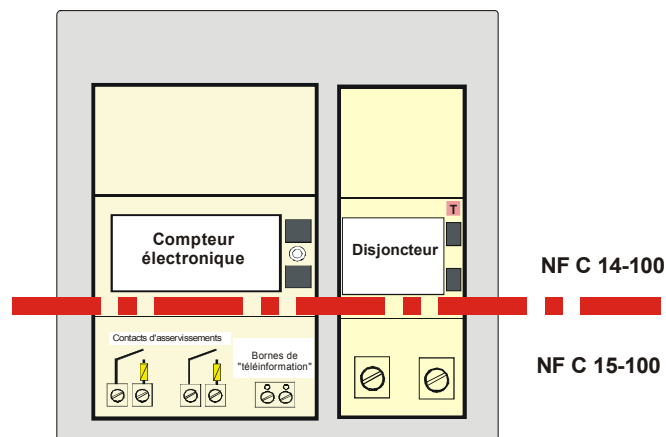 T
Compteur
électronique
Disjoncteur
NF C 14-100
Contacts d'asservissements
Bornes de
"téléinformation"
NF C 15-100